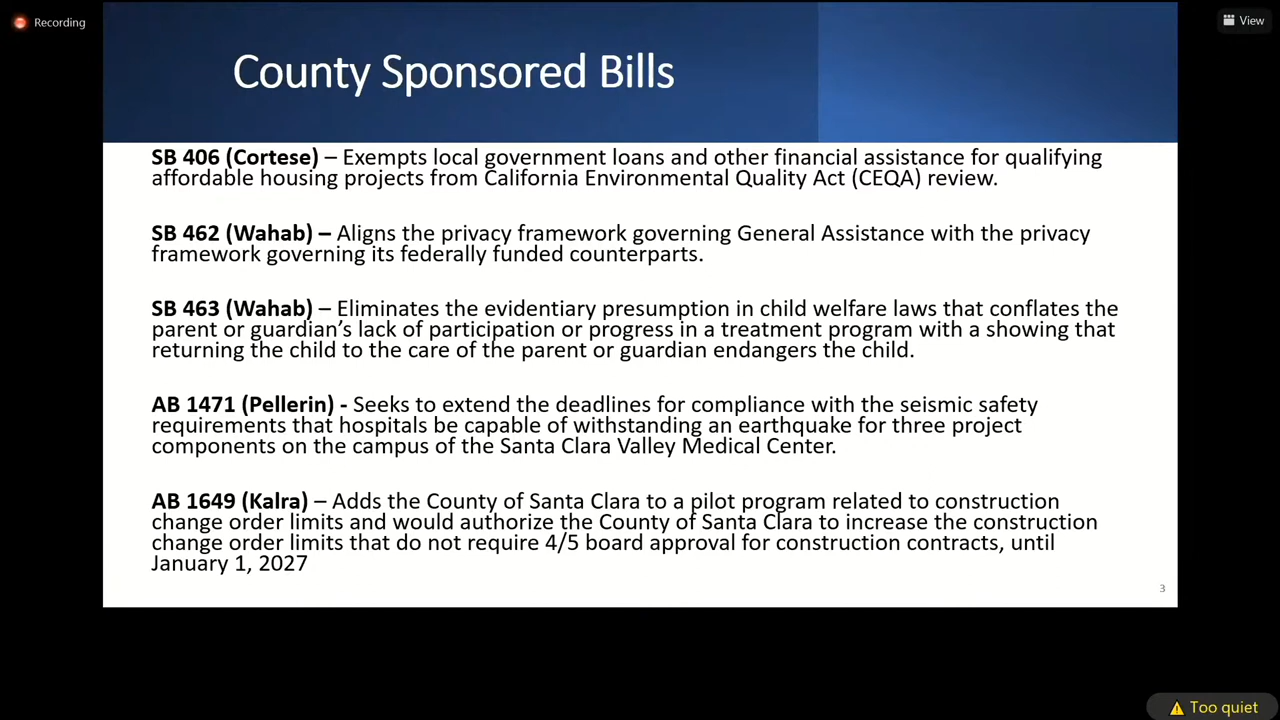 Recording
View
County Sponsored Bills
SB 406 (Cortese) – Exempts local government loans and other financial assistance for qualifying
affordable housing projects from California Environmental Quality Act (CEQA) review.
SB 462 (Wahab) – Aligns the privacy framework governing General Assistance with the privacy
framework governing its federally funded counterparts.
SB 463 (Wahab) – Eliminates the evidentiary presumption in child welfare laws that conflates the
parent or guardian’s lack of participation or progress in a treatment program with a showing that
returning the child to the care of the parent or guardian endangers the child.
AB 1471 (Pellerin) - Seeks to extend the deadlines for compliance with the seismic safety
requirements that hospitals be capable of withstanding an earthquake for three project
components on the campus of the Santa Clara Valley Medical Center.
AB 1649 (Kalra) – Adds the County of Santa Clara to a pilot program related to construction
change order limits and would authorize the County of Santa Clara to increase the construction
change order limits that do not require 4/5 board approval for construction contracts, until
January 1, 2027
3
Too quiet